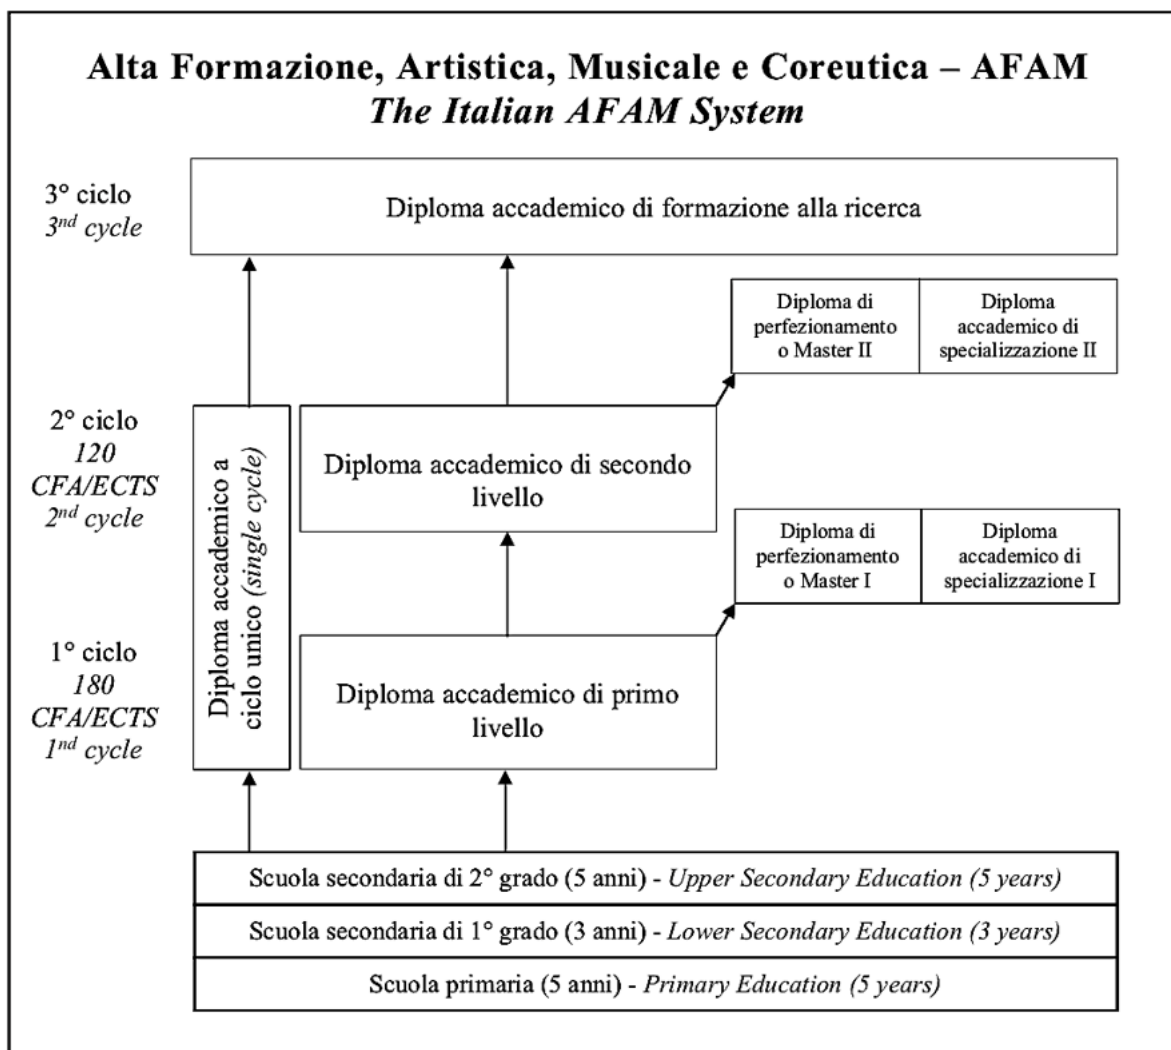 Alta Formazione, Artistica, Musicale e Coreutica – AFAM
The Italian AFAM System
3° ciclo
3nd cycle
Diploma accademico di formazione alla ricerca
Diploma di
perfezionamento
o Master II
Diploma
accademico di
specializzazione II
2° ciclo
120
CFA/ECTS
2nd cycle
Diploma accademico a
ciclo unico (single cycle)
Diploma accademico di secondo
livello
Diploma di
perfezionamento
o Master I
Diploma
accademico di
specializzazione I
1° ciclo
180
CFA/ECTS
1nd cycle
Diploma accademico di primo
livello
Scuola secondaria di 2° grado (5 anni) - Upper Secondary Education (5 years)
Scuola secondaria di 1° grado (3 anni) - Lower Secondary Education (3 years)
Scuola primaria (5 anni) - Primary Education (5 years)